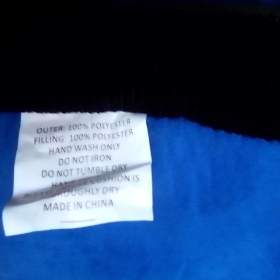 OUTER: 100% POLYESTER
FILLING: 100% POLYESTER
HAND WASH ONLY
DO NOT IRON
DO NOT TUMBLE DRY
CUSHION IS
THOROUGHLY DRY
MADE IN CHINA